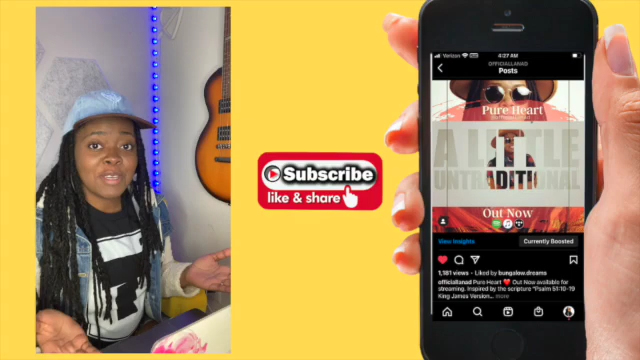 Subscribe
like & share
Verizon
4:27 AM
OFFICIALLANAD
Posts
Pure Heart
A LITTLE
UNTRADITIONAL
Out Now
View Insights
Currently Boosted
1,181 views • Liked by bungalow.dreams
officiallanad Pure Heart ❤️ Out Now available for
streaming. Inspired by the scripture "Psalm 51:10-19
King James Version... more